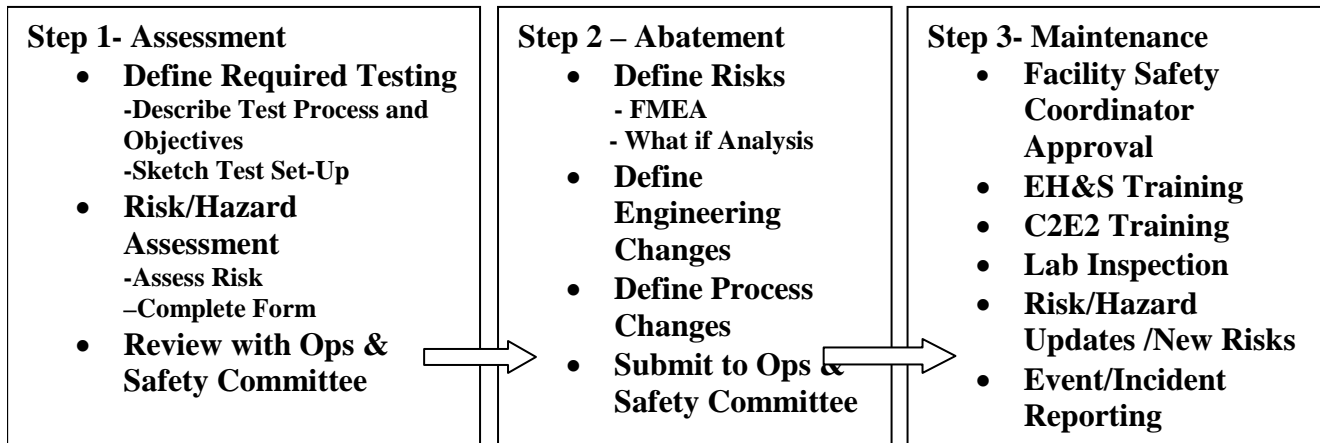 Step 1- Assessment
• Define Required Testing
-Describe Test Process and
Objectives
-Sketch Test Set-Up
• Risk/Hazard
Assessment
-Assess Risk
–Complete Form
• Review with Ops &
Safety Committee
Step 2 – Abatement
• Define Risks
- FMEA
- What if Analysis
• Define
Engineering
Changes
• Define Process
Changes
• Submit to Ops &
Safety Committee
Step 3- Maintenance
• Facility Safety
Coordinator
Approval
• EH&S Training
• C2E2 Training
• Lab Inspection
• Risk/Hazard
Updates /New Risks
• Event/Incident
Reporting